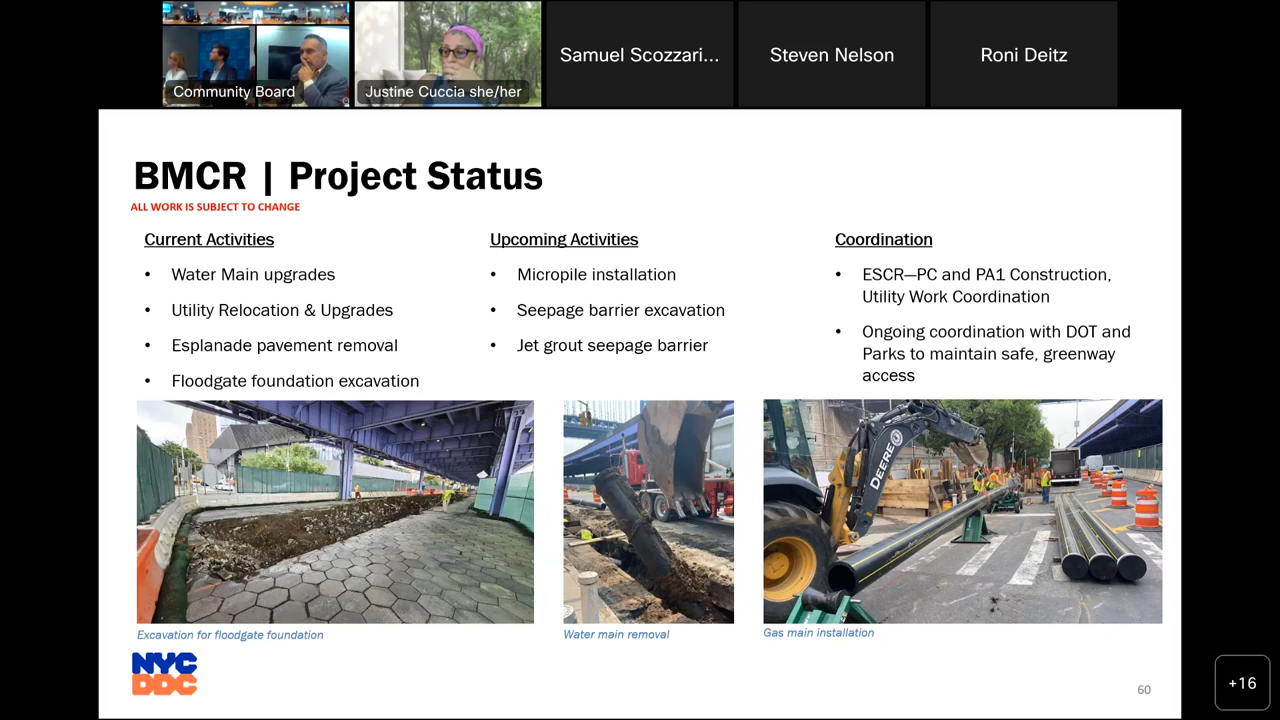 Community Board
Justine Cuccia she/her
Samuel Scozzari...
Steven Nelson
Roni Deitz
BMCR | Project Status
ALL WORK IS SUBJECT TO CHANGE
Current Activities
• Water Main upgrades
• Utility Relocation & Upgrades
• Esplanade pavement removal
• Floodgate foundation excavation
Upcoming Activities
• Micropile installation
• Seepage barrier excavation
• Jet grout seepage barrier
Coordination
• ESCR—PC and PA1 Construction,
Utility Work Coordination
• Ongoing coordination with DOT and
Parks to maintain safe, greenway
access
DEERE
Excavation for floodgate foundation
Water main removal
Gas main installation
NYC
DDC
60
+16